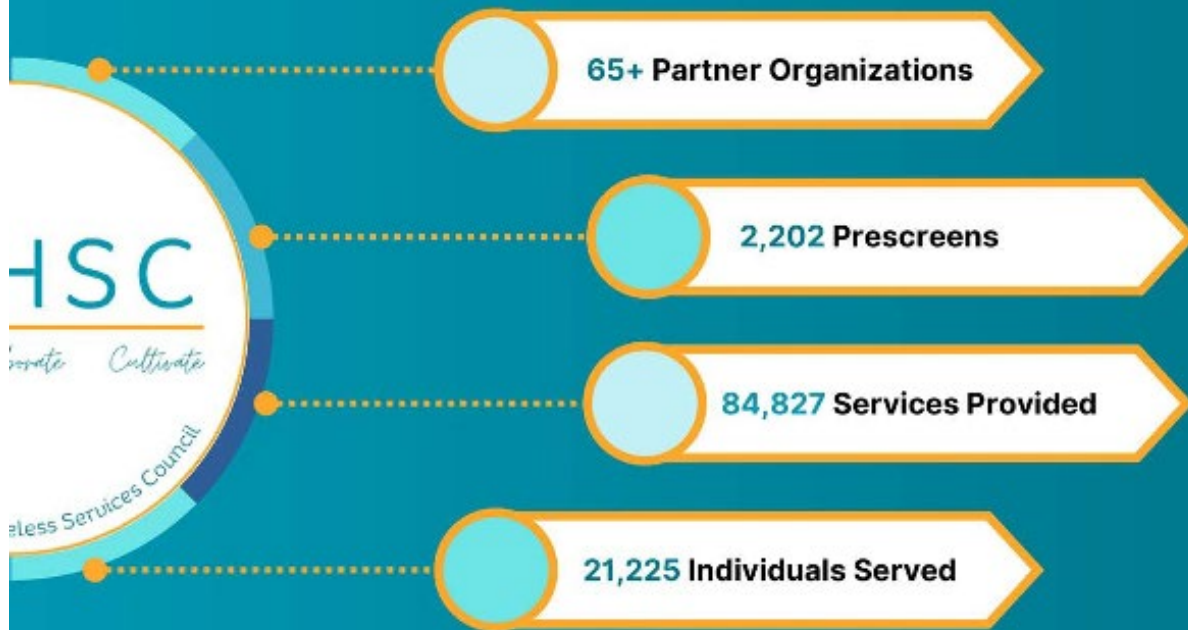 65+ Partner Organizations
2,202 Prescreens
HSC
Cultivate
84,827 Services Provided
Services Council
21,225 Individuals Served